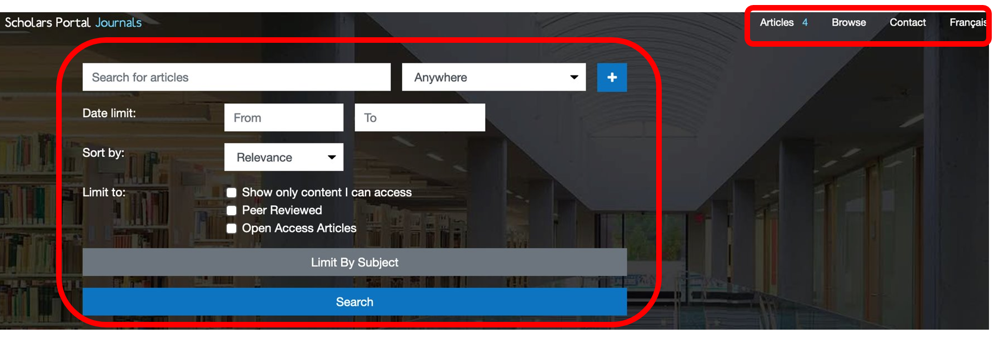 Scholars Portal Journals
Articles 4 Browse Contact Français
Search for articles Anywhere +
Date limit: From To
Sort by: Relevance
Limit to: Show only content I can access
Peer Reviewed
Open Access Articles
Limit By Subject
Search